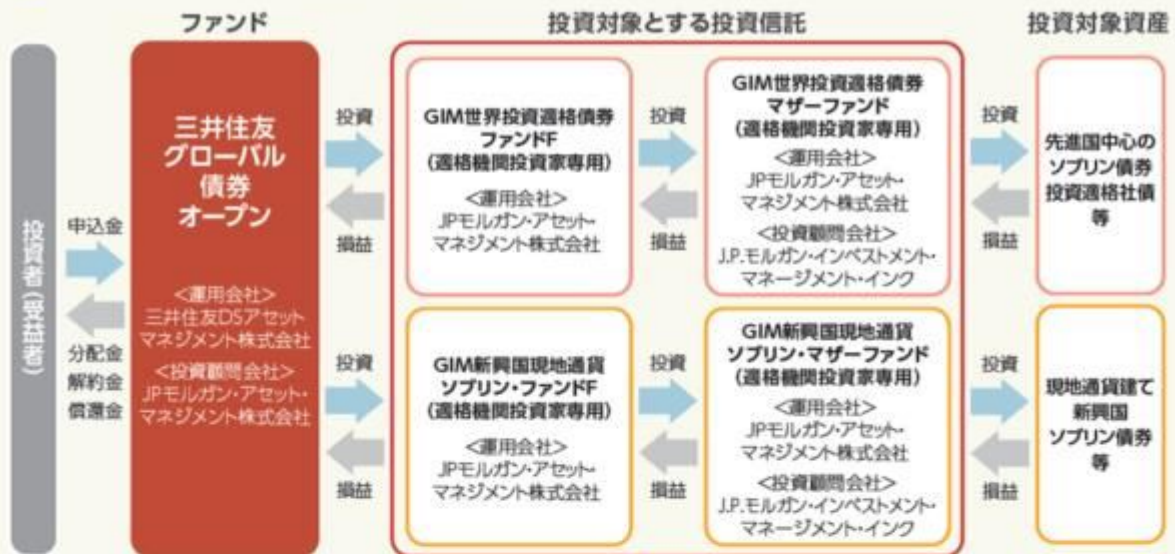 ファンド
投資対象とする投資信託
投資対象資産
投資者(受益者)
申込金
分配金
解約金
償還金
三井住友
グローバル
債券
オープン
<運用会社>
三井住友DSアセット
マネジメント株式会社
<投資顧問会社>
JPモルガン・アセット・
マネジメント株式会社
投資
損益
GIM世界投資適格債券
ファンドF
(適格機関投資家専用)
<運用会社>
JPモルガン・アセット・
マネジメント株式会社
投資
損益
GIM世界投資適格債券
マザーファンド
(適格機関投資家専用)
<運用会社>
JPモルガン・アセット・
マネジメント株式会社
<投資顧問会社>
J.P.モルガン・インベストメント・
マネージメント・インク
投資
損益
先進国中心の
ソブリン債券
投資適格社債
等
投資
損益
GIM新興国現地通貨
ソブリン・ファンドF
(適格機関投資家専用)
<運用会社>
JPモルガン・アセット・
マネジメント株式会社
投資
損益
GIM新興国現地通貨
ソブリン・マザーファンド
(適格機関投資家専用)
<運用会社>
JPモルガン・アセット・
マネジメント株式会社
<投資顧問会社>
J.P.モルガン・インベストメント・
マネージメント・インク
投資
損益
現地通貨建て
新興国
ソブリン債券
等